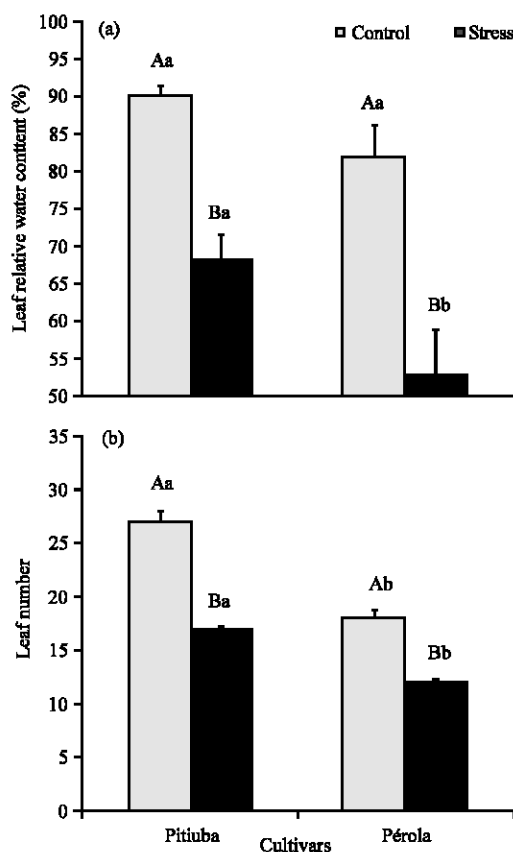 Leaf relative water conttent (%)
100
95
90
85
80
75
70
65
60
55
50
(a)
Control Stress
Aa
Ba
Aa
Bb
Leaf number
35
30
25
20
15
10
5
0
(b)
Aa
Ba
Ab
Bb
Pitiuba Pérola
Cultivars